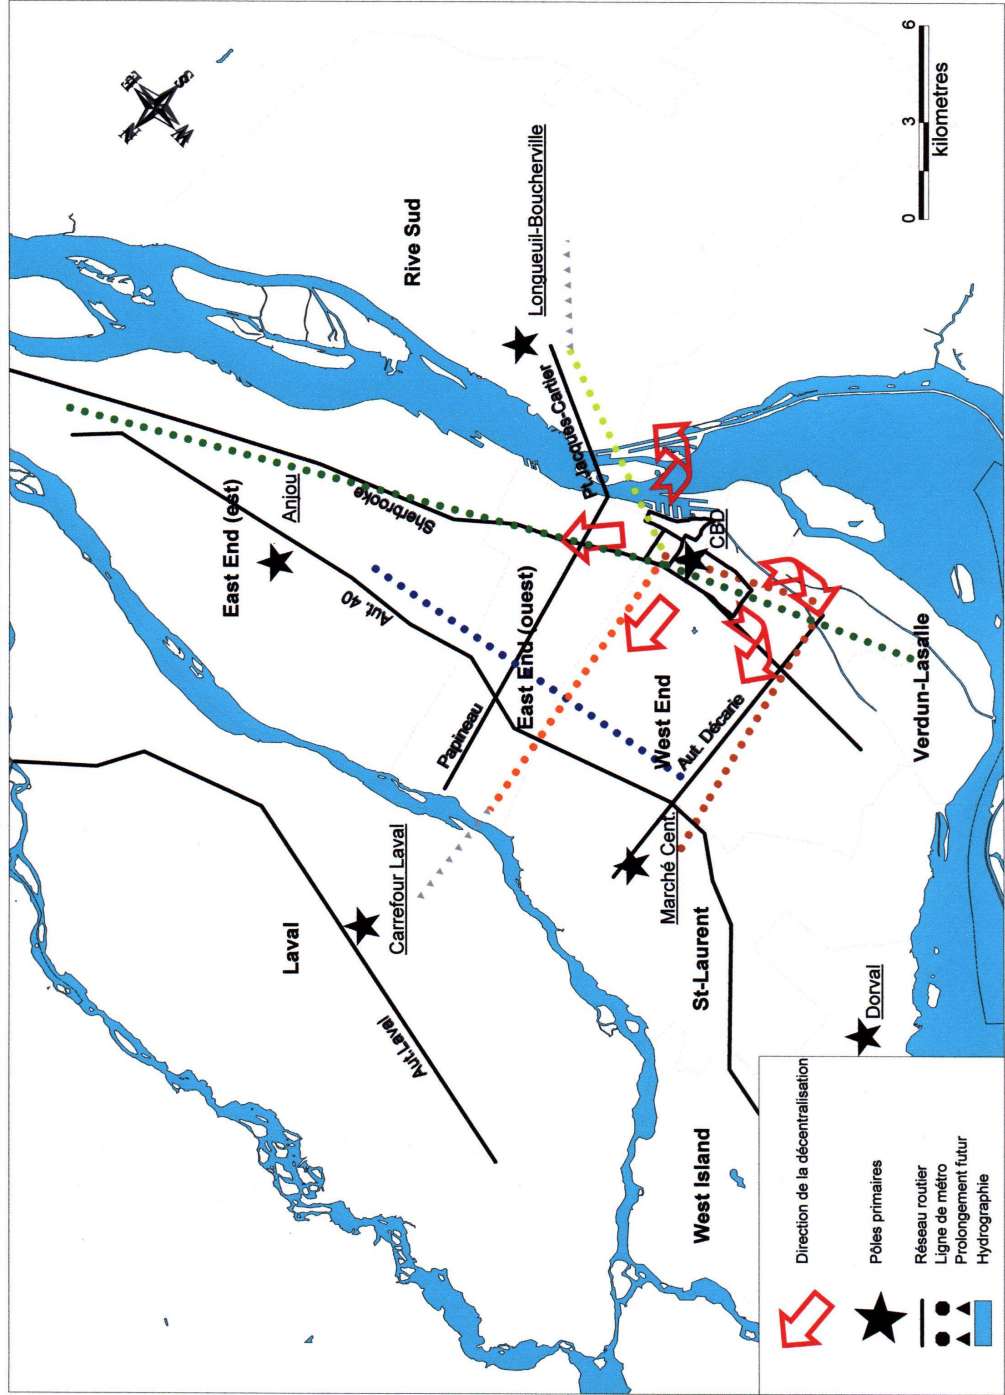 Laval
Aut.Laval
Carrefour Laval
West Island
St-Laurent
Marché Cent.
Dorval
Papineau
Aut. 40
East End (est)
Anjou
Sherbrooke
East End (ouest)
West End
Aut. Décarie
Verdun-Lasalle
CBD
Pt.Jacques-Cartier
Longueuil-Boucherville
Rive Sud
N
E
S
W
0 3 6
kilometres
Direction de la décentralisation
Pôles primaires
Réseau routier
Ligne de métro
Prolongement futur
Hydrographie